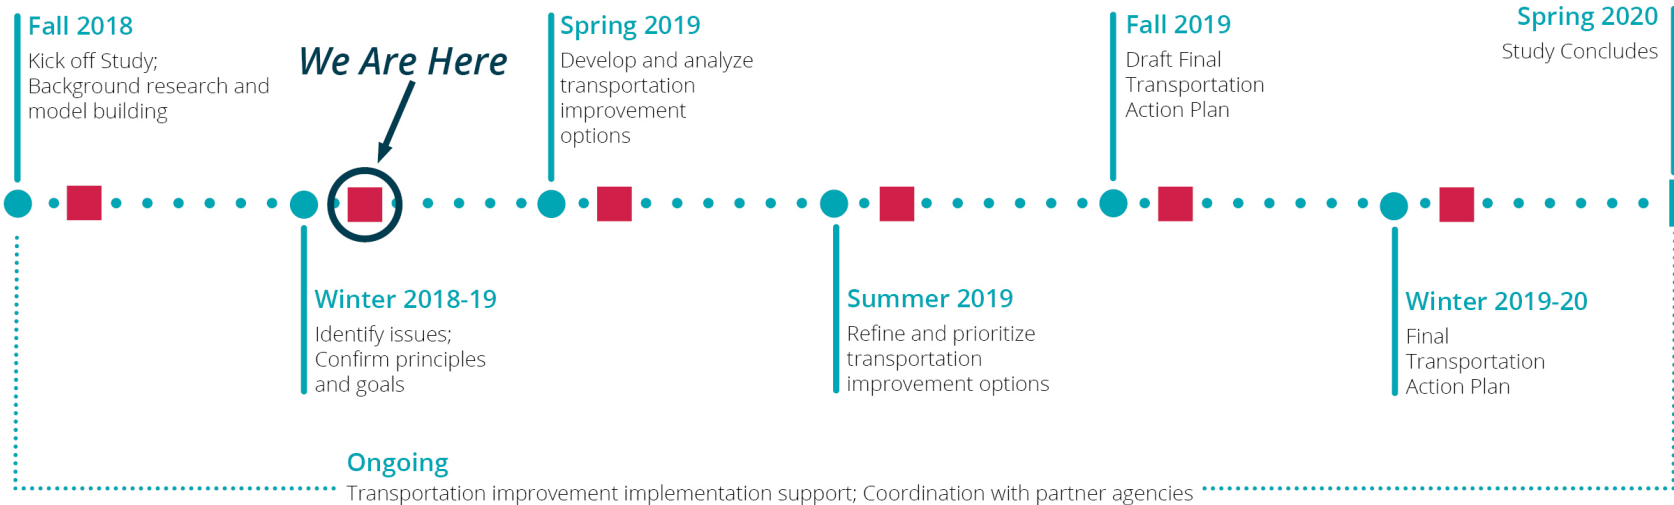 Fall 2018
Kick off Study;
Background research and
model building
We Are Here
Spring 2019
Develop and analyze
transportation
improvement
options
Fall 2019
Draft Final
Transportation
Action Plan
Spring 2020
Study Concludes
Winter 2018-19
Identify issues;
Confirm principles
and goals
Summer 2019
Refine and prioritize
transportation
improvement options
Winter 2019-20
Final
Transportation
Action Plan
Ongoing
Transportation improvement implementation support; Coordination with partner agencies